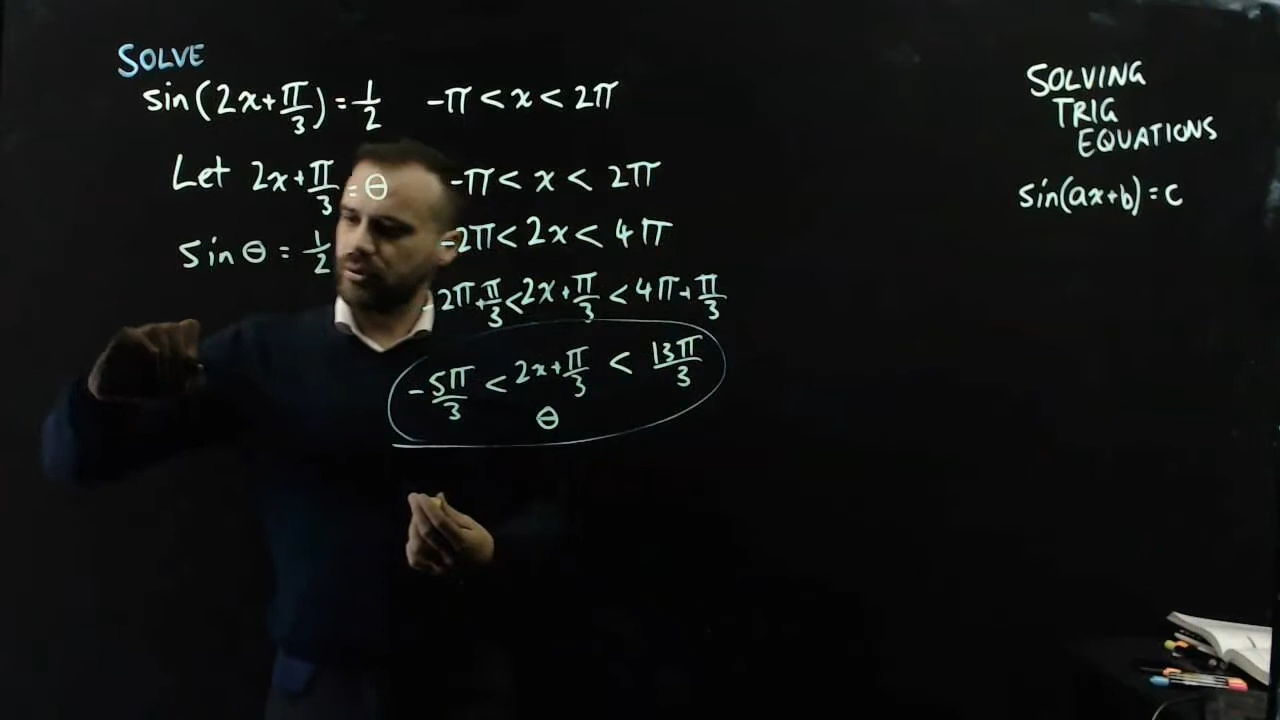 SOLVE
sin(2x+π/3)=1/2 -π<x<2π
Let 2x+π/3=θ -π<x<2π
sinθ=1/2 -2π<2x<4π
-2π+π/3<2x+π/3<4π+π/3
-5π/3<2x+π/3<13π/3
θ
SOLVING
TRIG
EQUATIONS
sin(ax+b)=c